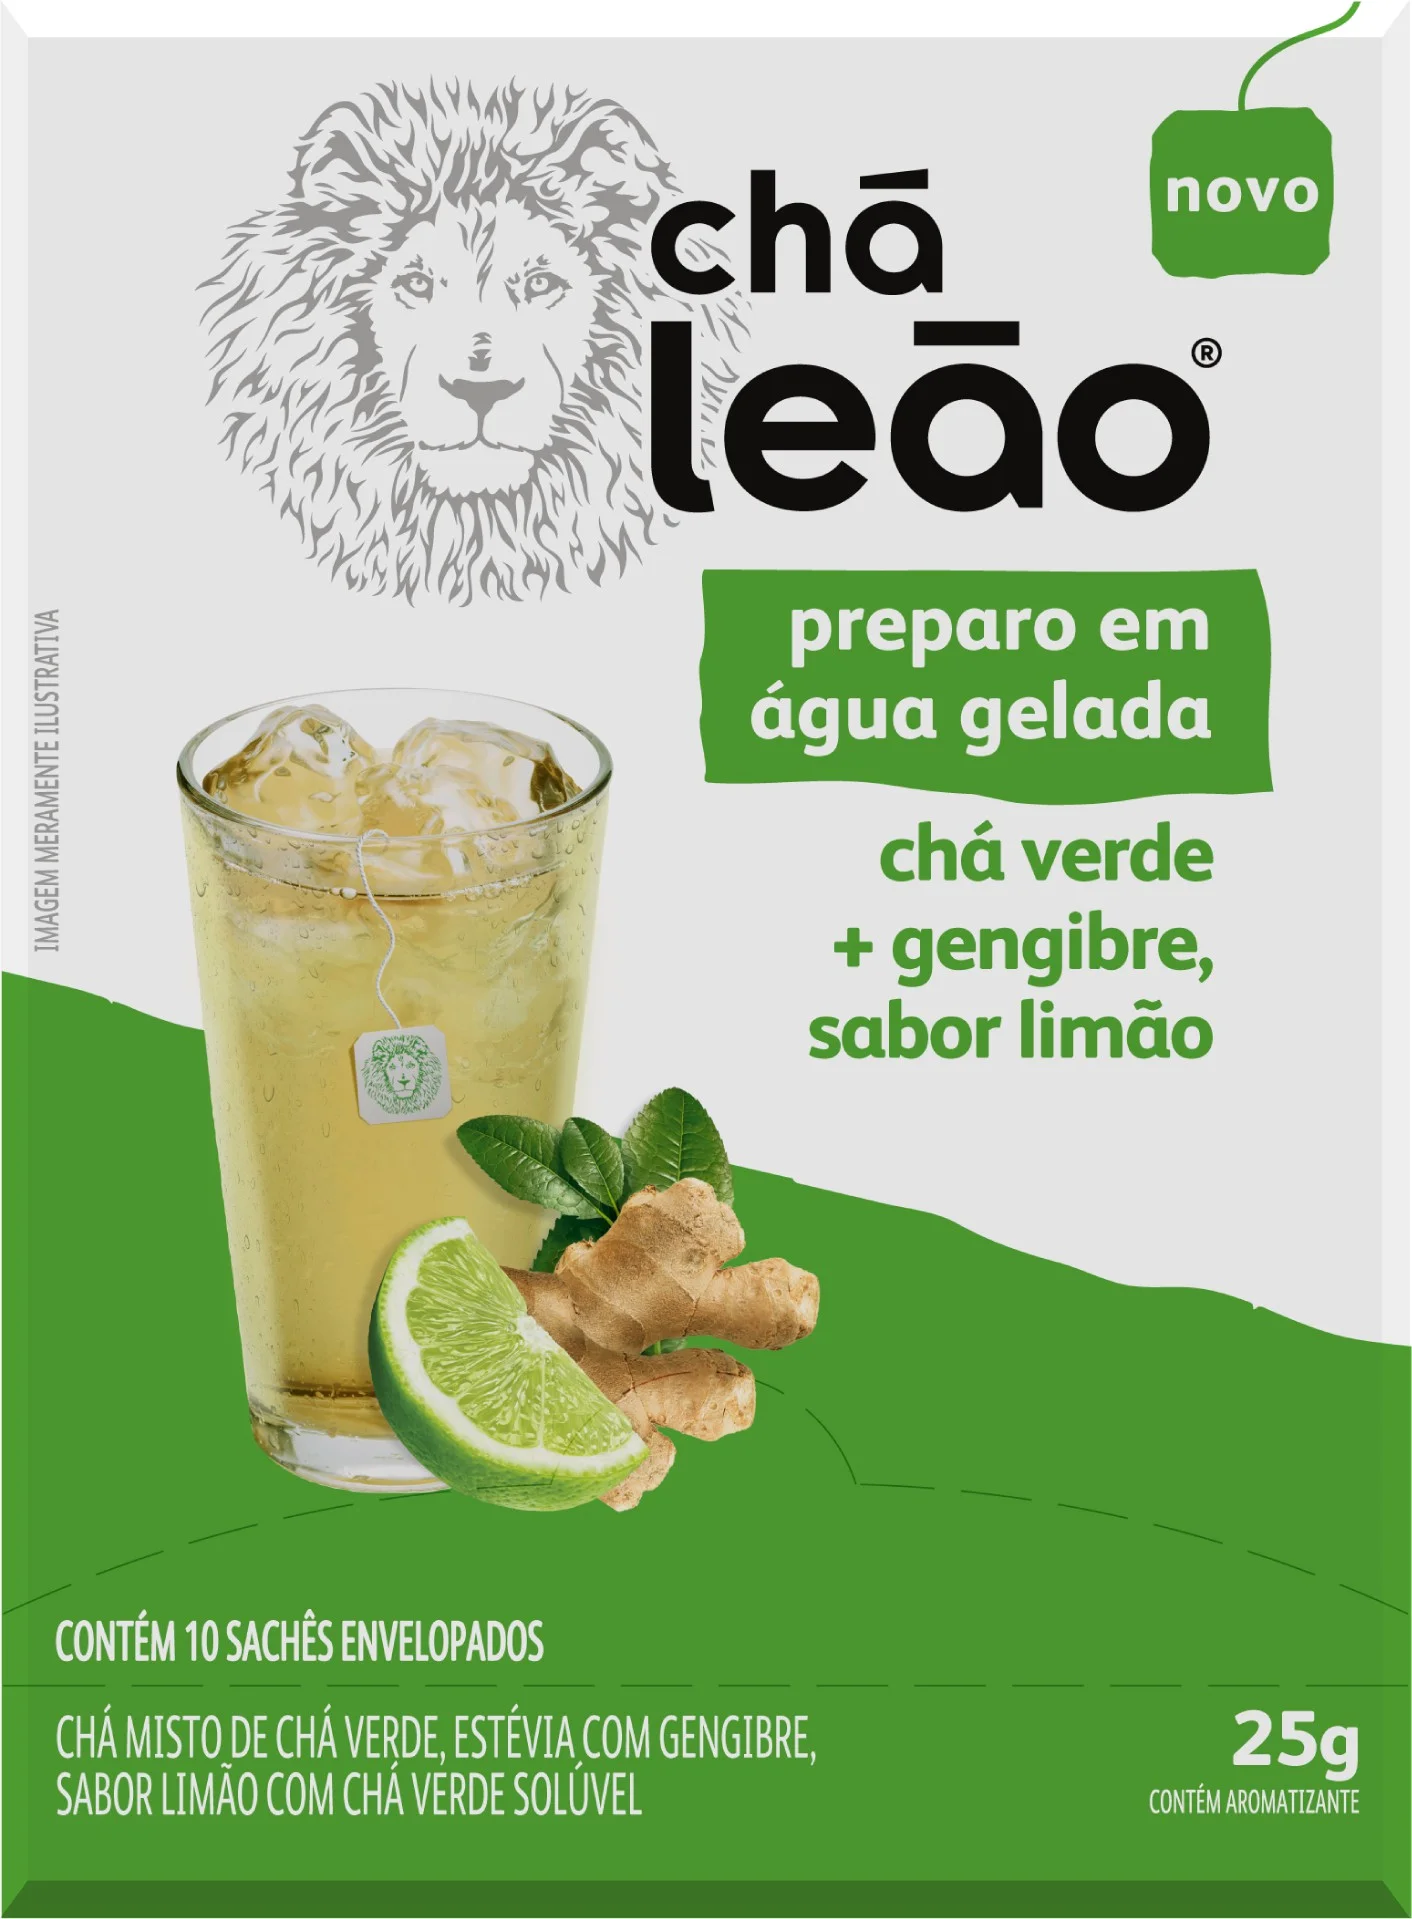 novo
chá
leão®
preparo em
água gelada
chá verde
+ gengibre,
sabor limão
IMAGEM MERAMENTE ILUSTRATIVA
CONTÉM 10 SACHÊS ENVELOPADOS
CHÁ MISTO DE CHÁ VERDE, ESTÉVIA COM GENGIBRE,
SABOR LIMÃO COM CHÁ VERDE SOLÚVEL
25g
CONTÉM AROMATIZANTE